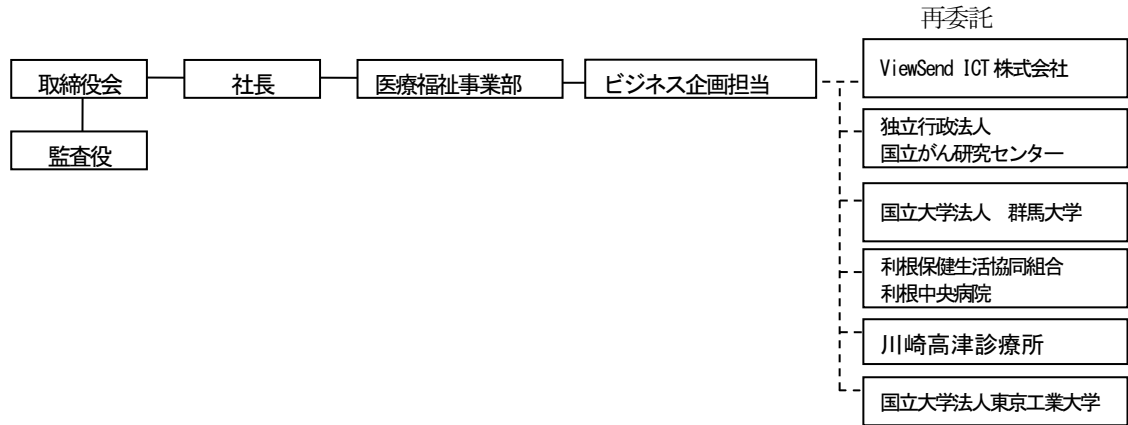 再委託
取締役会
社長
医療福祉事業部
ビジネス企画担当
監査役
ViewSend ICT 株式会社
独立行政法人
国立がん研究センター
国立大学法人　群馬大学
利根保健生活協同組合
利根中央病院
川崎高津診療所
国立大学法人東京工業大学